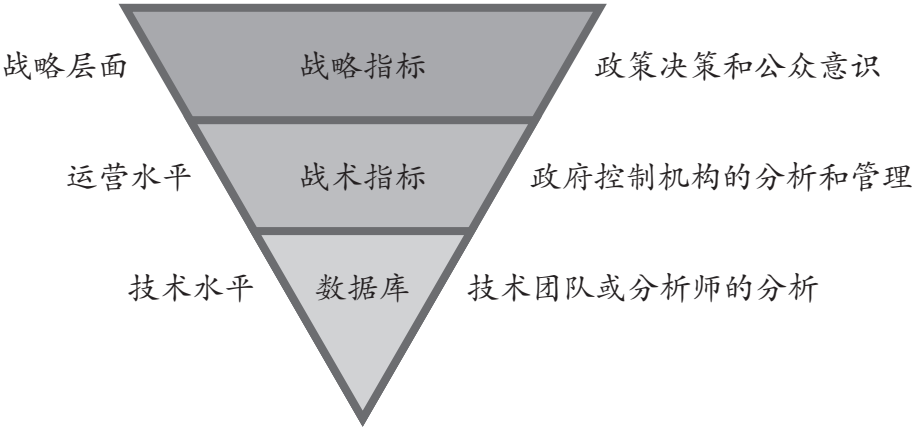 战略层面 战略指标 政策决策和公众意识
运营水平 战术指标 政府控制机构的分析和管理
技术水平 数据库 技术团队或分析师的分析